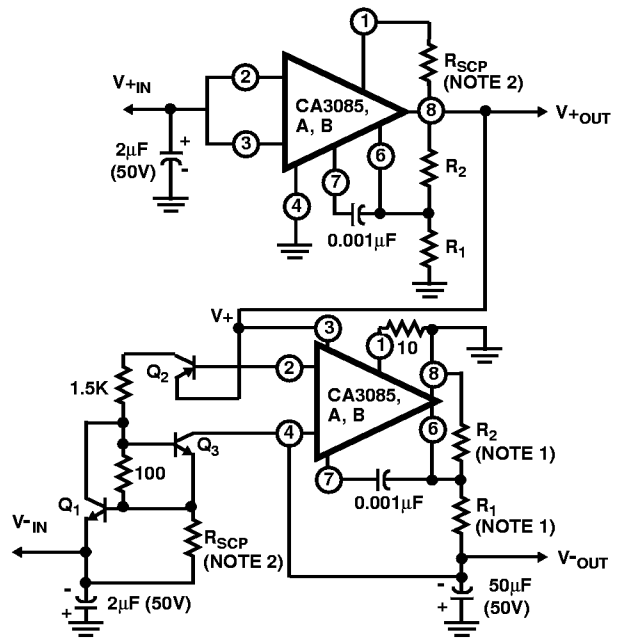 1
RSCP
(NOTE 2)
V+IN
2
CA3085,
A, B
8
V+OUT
2µF
(50V)
+
-
3
6
R2
7
4
0.001µF
R1
V+
3
1
10
Q2
2
8
1.5K
CA3085,
A, B
R2
(NOTE 1)
Q3
4
6
100
7
0.001µF
R1
(NOTE 1)
Q1
V-IN
RSCP
(NOTE 2)
V-OUT
-
+
2µF (50V)
-
+
50µF
(50V)